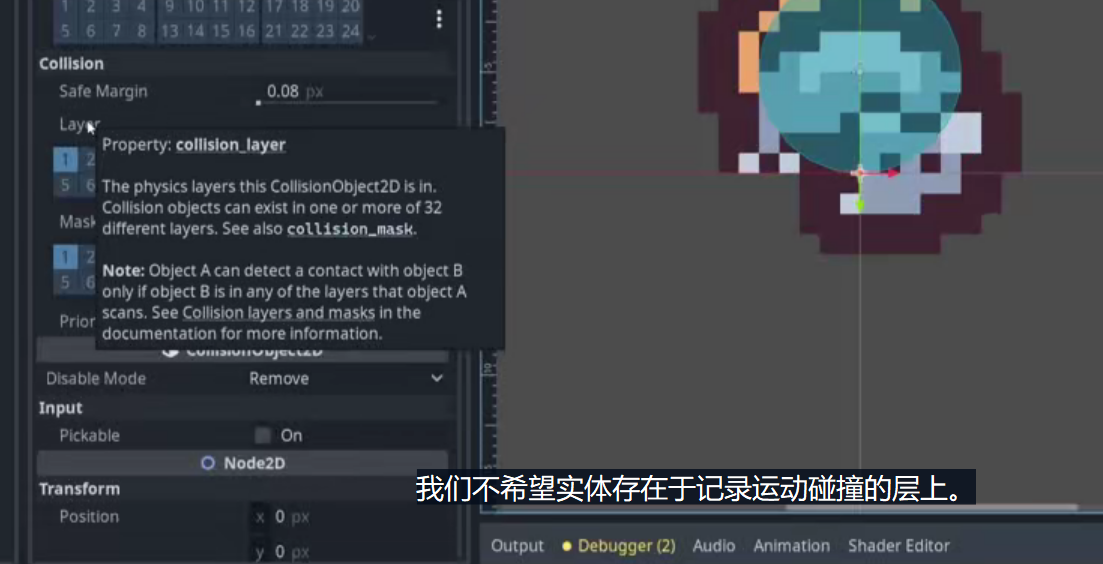 1 2 3 4 9 10 11 12 17 18 19 20
5 6 7 8 13 14 15 16 21 22 23 24
Collision
Safe Margin 0.08 px
Layer
Property: collision_layer
1 2
5 6
The physics layers this CollisionObject2D is in.
Collision objects can exist in one or more of 32
different layers. See also collision_mask.
Mask
1 2
5 6
Note: Object A can detect a contact with object B
only if object B is in any of the layers that object A
scans. See Collision layers and masks in the
documentation for more information.
Prior
CollisionObject2D
Disable Mode Remove
Input
Pickable On
Node2D
Transform
Position x 0 px
y 0 px
我们不希望实体存在于记录运动碰撞的层上。
Output Debugger (2) Audio Animation Shader Editor